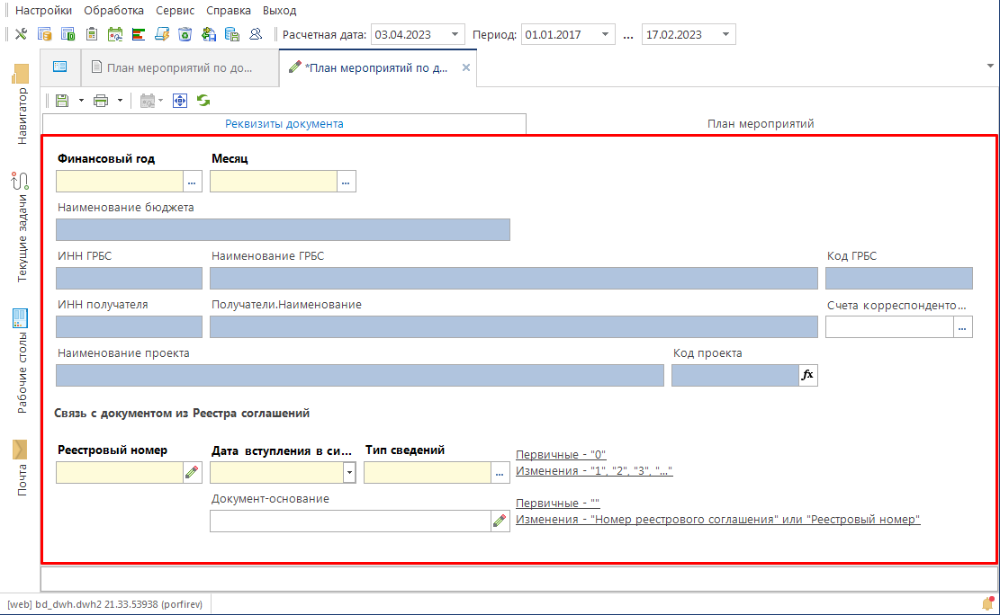 Настройки Обработка Сервис Справка Выход
Расчетная дата: 03.04.2023 Период: 01.01.2017 ... 17.02.2023
План мероприятий по до... *План мероприятий по д...
Реквизиты документа План мероприятий
Навигатор
Текущие задачи
Рабочие столы
Почта
Финансовый год Месяц
... ...
Наименование бюджета
ИНН ГРБС Наименование ГРБС Код ГРБС
ИНН получателя Получатели.Наименование Счета корреспонденто...
...
Наименование проекта Код проекта
fx
Связь с документом из Реестра соглашений
Реестровый номер Дата вступления в си... Тип сведений
...
Первичные - "0"
Изменения - "1", "2", "3", "..."
Документ-основание
Первичные - ""
Изменения - "Номер реестрового соглашения" или "Реестровый номер"
[web] bd_dwh.dwh2 21.33.53938 (porfirev)